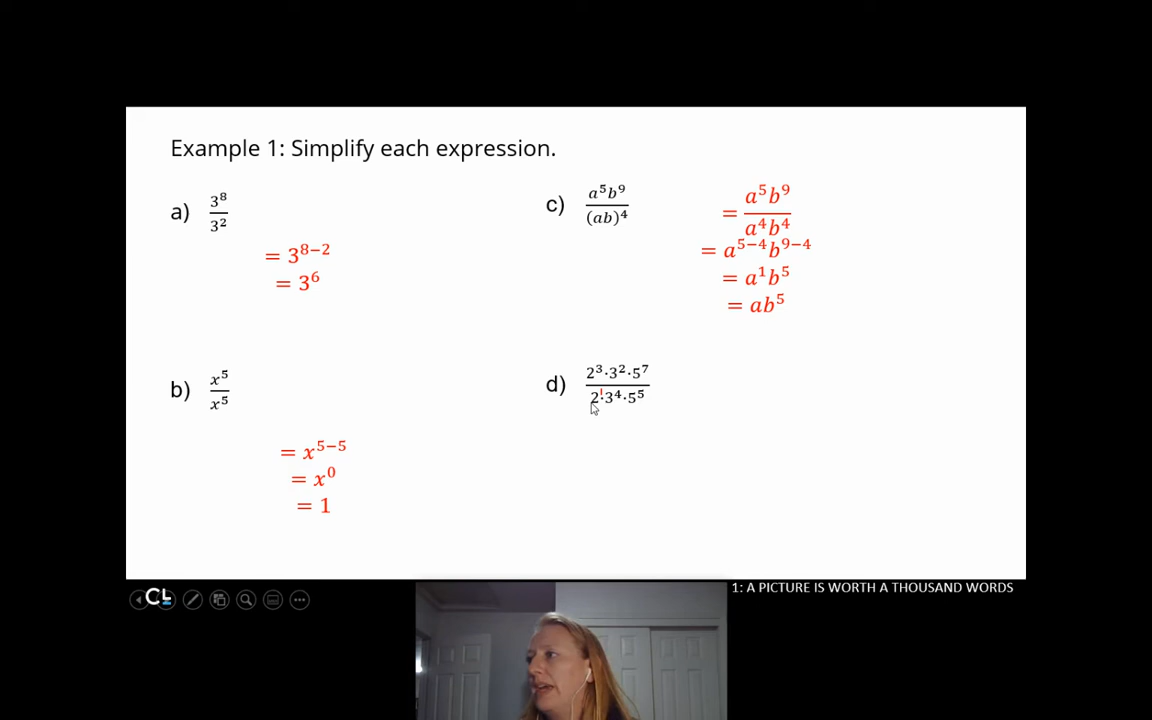 Example 1: Simplify each expression.
a) 3⁸/3²
= 3⁸⁻²
= 3⁶
b) x⁵/x⁵
= x⁵⁻⁵
= x⁰
= 1
c) a⁵b⁹/(ab)⁴
= a⁵b⁹/a⁴b⁴
= a⁵⁻⁴b⁹⁻⁴
= a¹b⁵
= ab⁵
d) 2³·3²·5⁷/2¹·3⁴·5⁵
CL
1: A PICTURE IS WORTH A THOUSAND WORDS